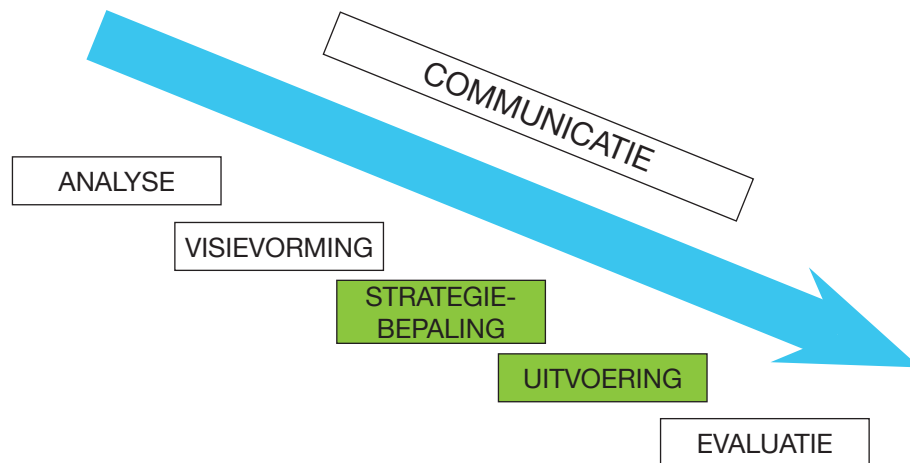 COMMUNICATIE
ANALYSE
VISIEVORMING
STRATEGIE-
BEPALING
UITVOERING
EVALUATIE